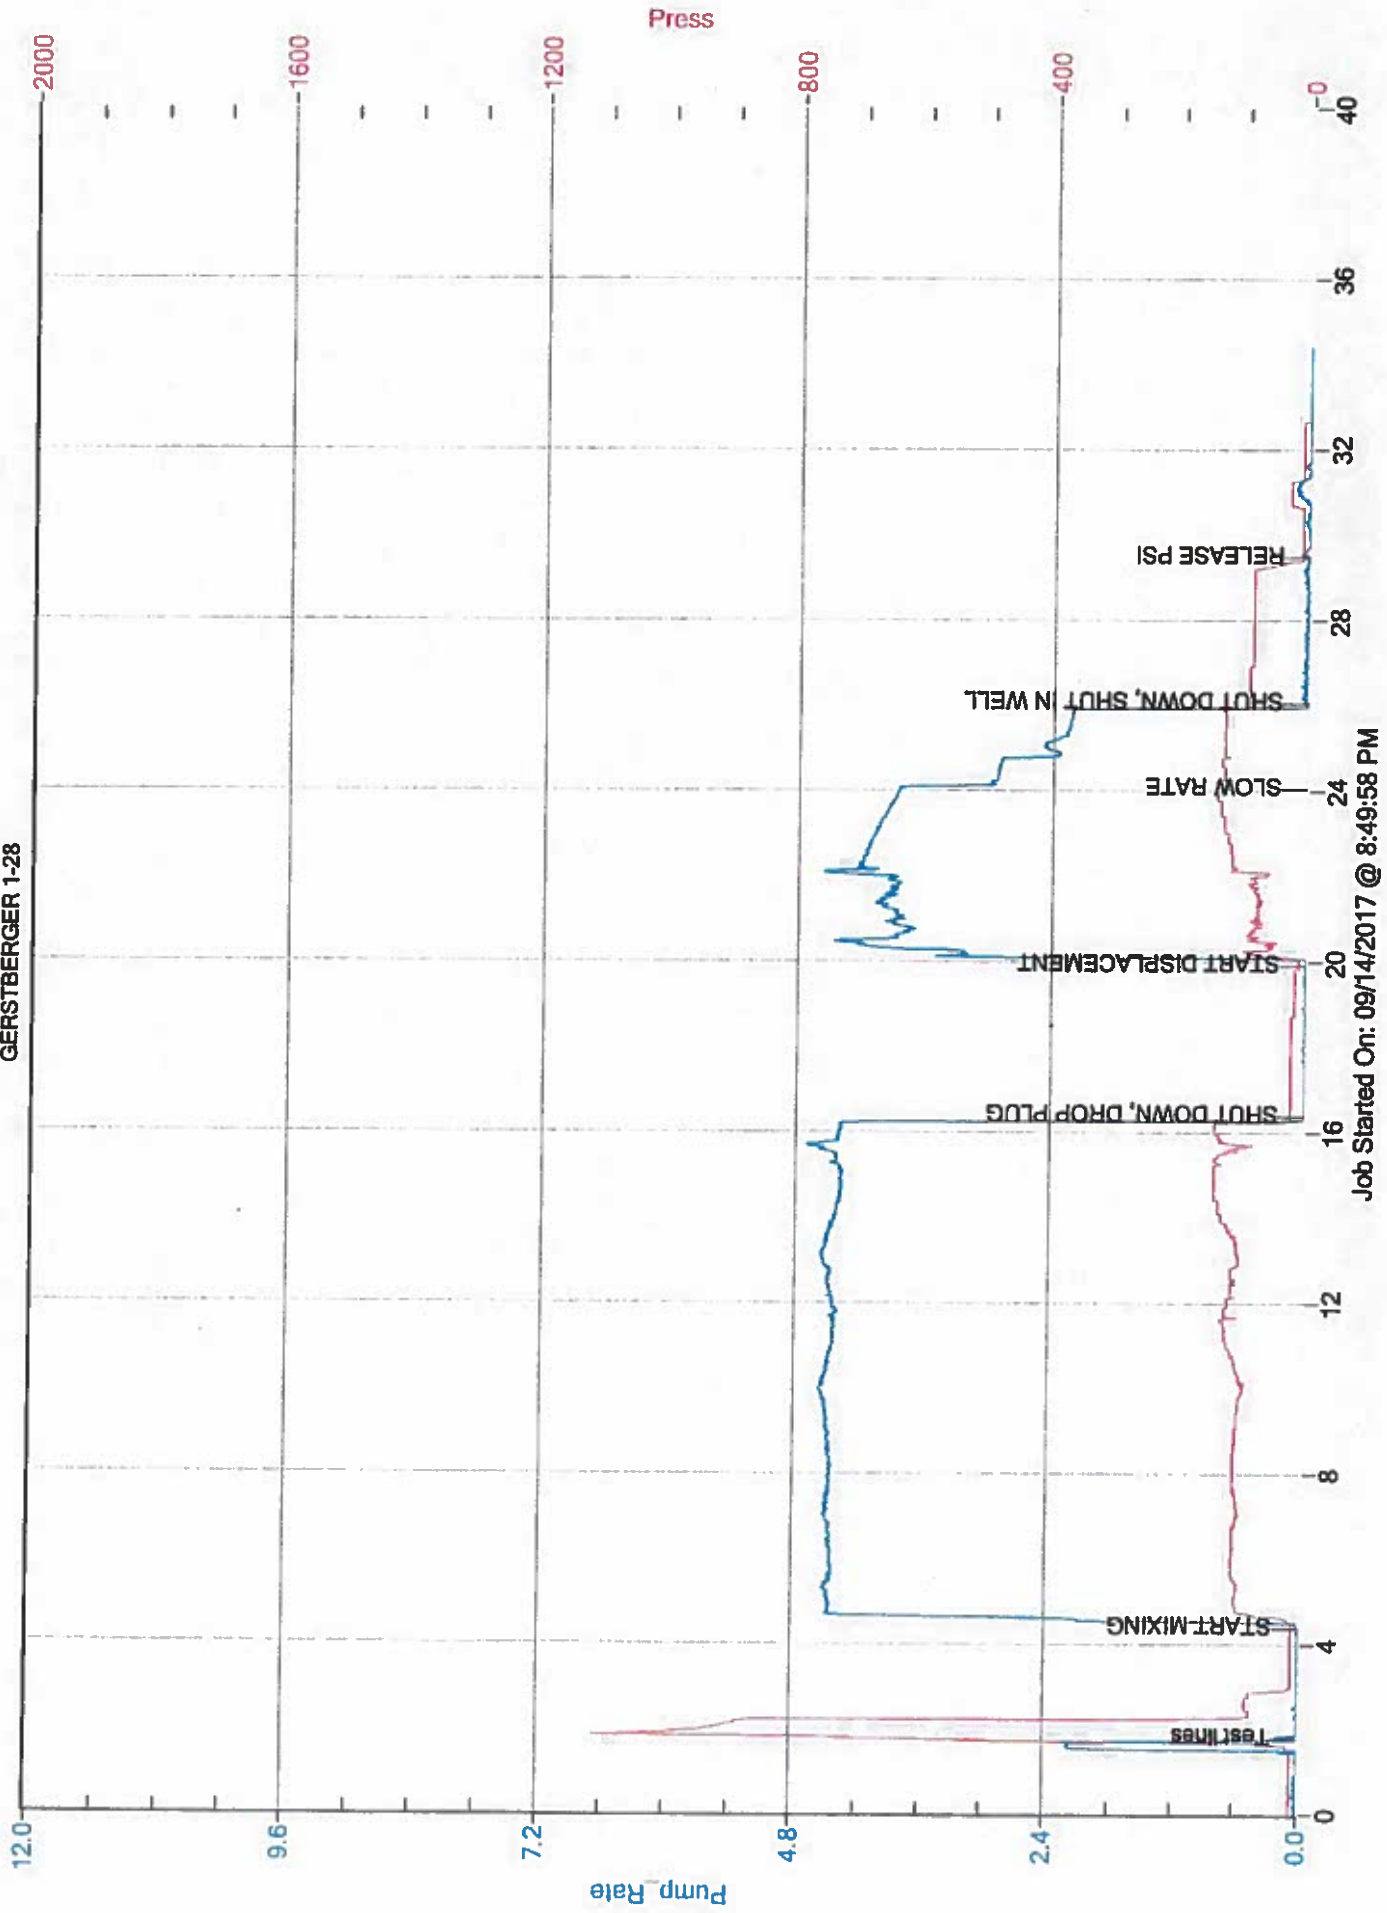 GERSTBERGER 1-28
Pump_Rate
12.0
9.6
7.2
4.8
2.4
0.0
Press
2000
1600
1200
800
400
0
Test lines
START MIXING
SHUT DOWN, DROP PLUG
START DISPLACEMENT
SLOW RATE
SHUT DOWN, SHUT IN WELL
RELEASE PSI
0
4
8
12
16
20
24
28
32
36
40
Job Started On: 09/14/2017 @ 8:49:58 PM